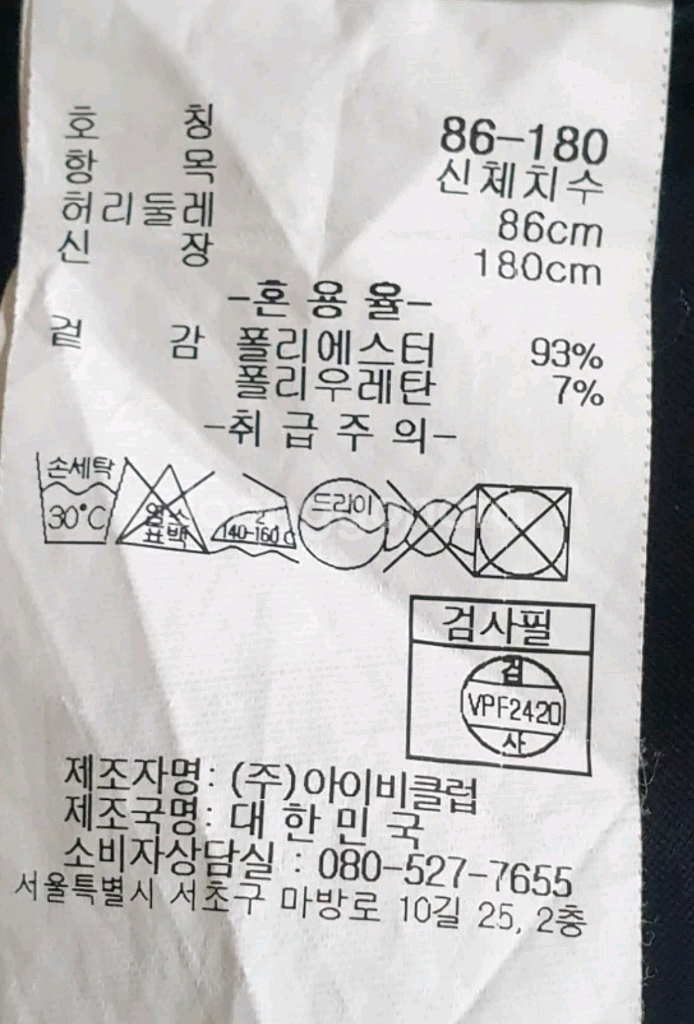 호 칭 86-180
항 목 신체치수
허리둘레 86cm
신 장 180cm
-혼 용 율-
겉 감 폴리에스터 93%
폴리우레탄 7%
-취 급 주 의-
손세탁
30°C
염소
표백
2
140-160 C
드라이
검사필
검
VPF2420
사
제조자명: (주)아이비클럽
제조국명: 대 한 민 국
소비자상담실 : 080-527-7655
서울특별시 서초구 마방로 10길 25, 2층